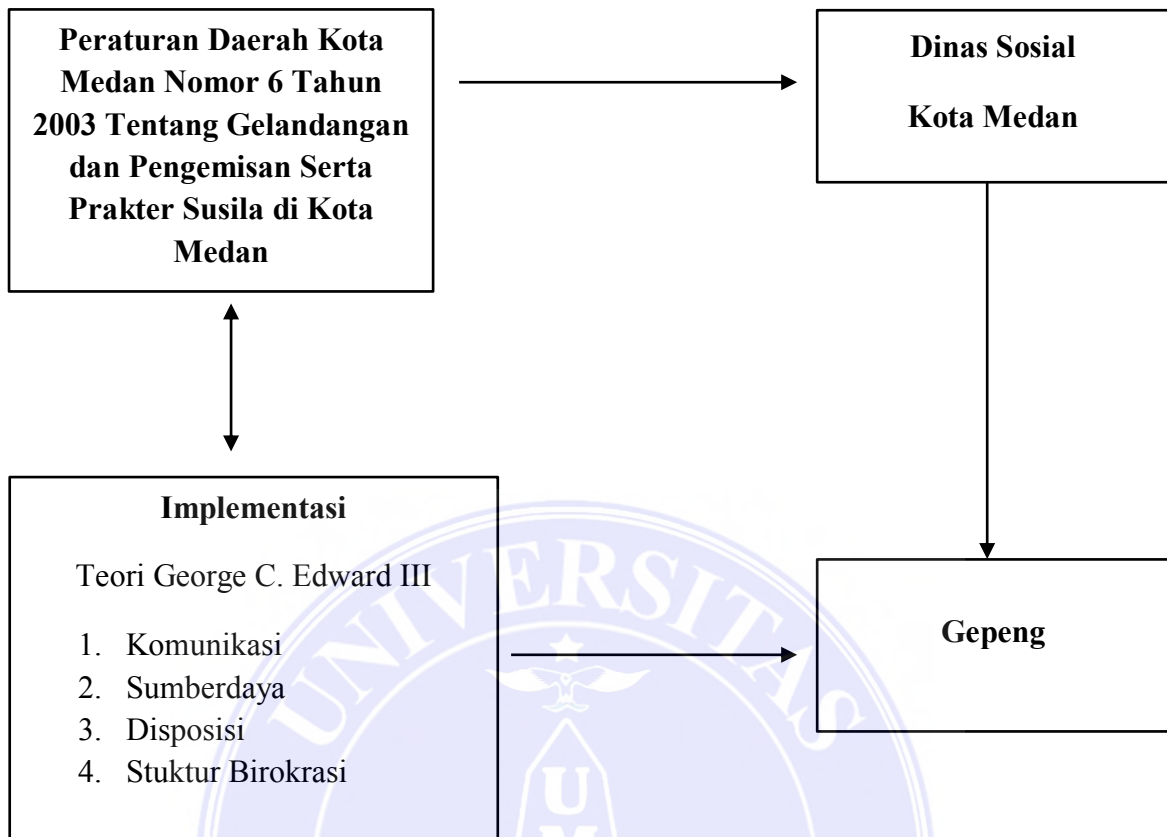 Peraturan Daerah Kota
Medan Nomor 6 Tahun
2003 Tentang Gelandangan
dan Pengemisan Serta
Prakter Susila di Kota
Medan
Dinas Sosial
Kota Medan
Implementasi
Teori George C. Edward III
1. Komunikasi
2. Sumberdaya
3. Disposisi
4. Stuktur Birokrasi
Gepeng
UNIVERSITAS
U
M